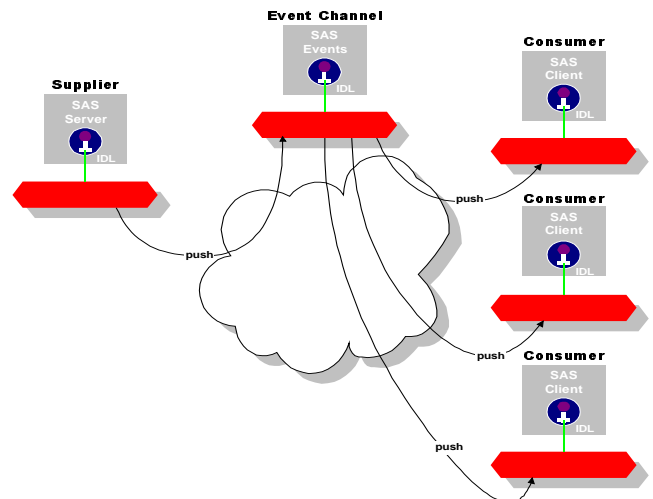 Event Channel
SAS
Events
IDL
Supplier
SAS
Server
IDL
push
Consumer
SAS
Client
IDL
push
Consumer
SAS
Client
IDL
push
Consumer
SAS
Client
IDL
push